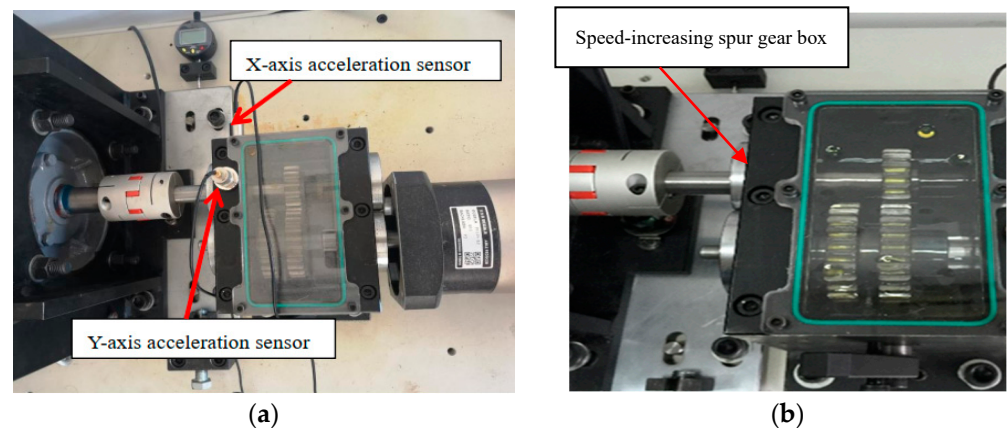 X-axis acceleration sensor
Y-axis acceleration sensor
Speed-increasing spur gear box
(a)
(b)